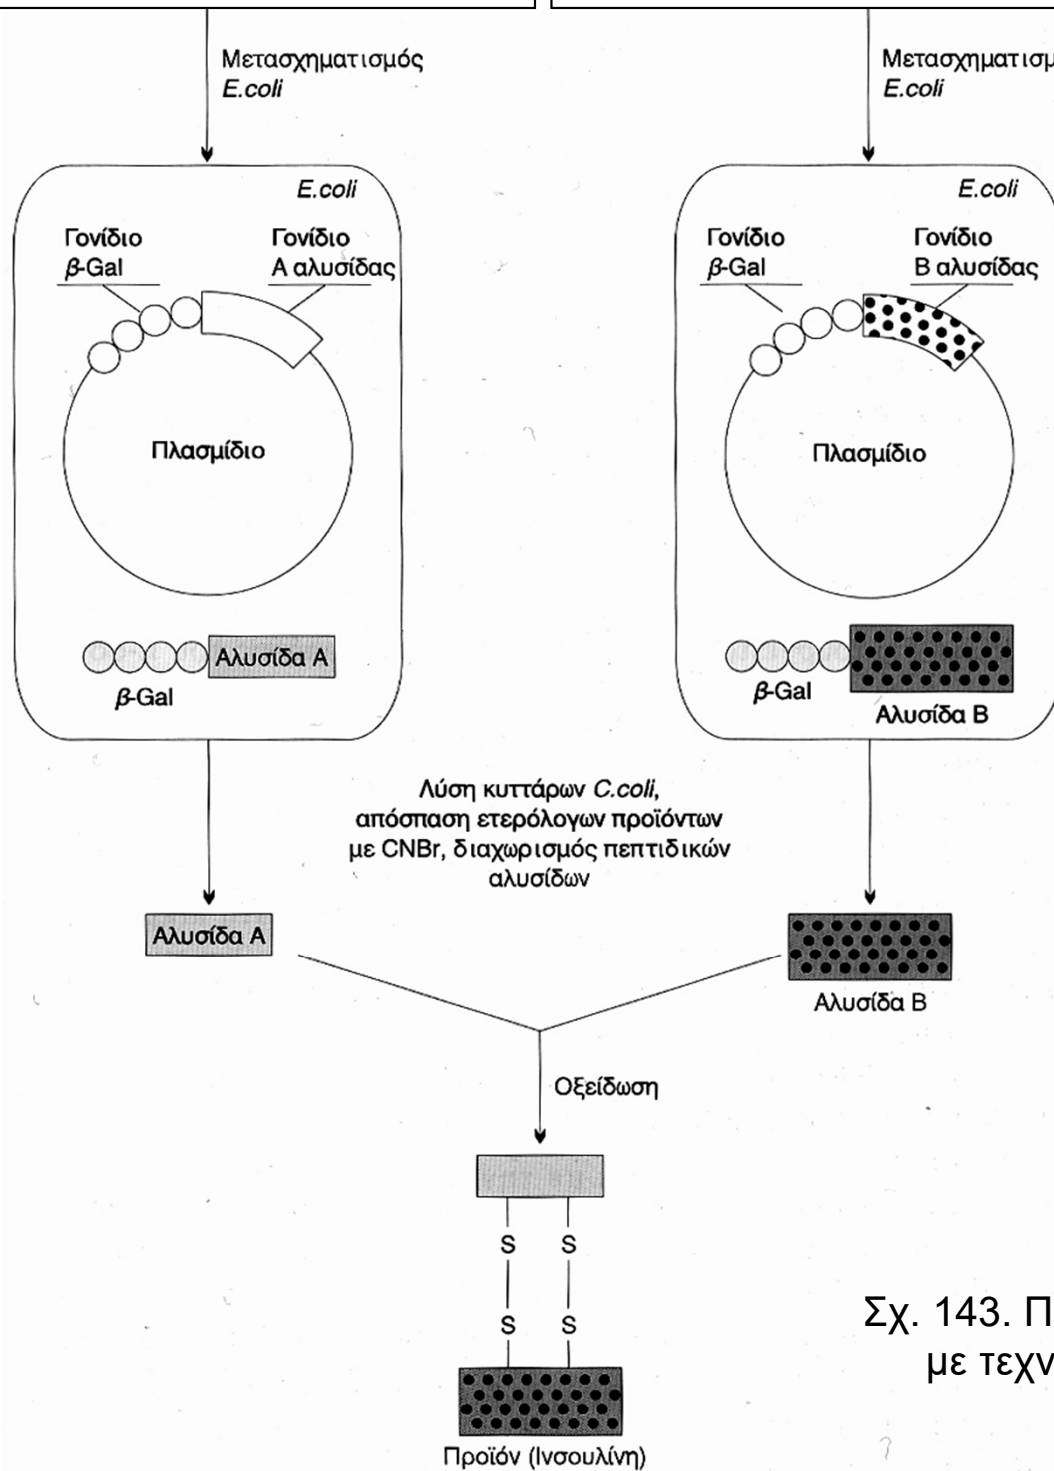 Μετασχηματισμός
E.coli
Μετασχηματισμ
E.coli
E.coli
Γονίδιο
β-Gal
Γονίδιο
Α αλυσίδας
Πλασμίδιο
Αλυσίδα Α
β-Gal
E.coli
Γονίδιο
β-Gal
Γονίδιο
Β αλυσίδας
Πλασμίδιο
β-Gal
Αλυσίδα Β
Λύση κυττάρων C.coli,
απόσπαση ετερόλογων προϊόντων
με CNBr, διαχωρισμός πεπτιδικών
αλυσίδων
Αλυσίδα Α
Αλυσίδα Β
Οξείδωση
S S
S S
Προϊόν (Ινσουλίνη)
Σχ. 143. Π
με τεχν